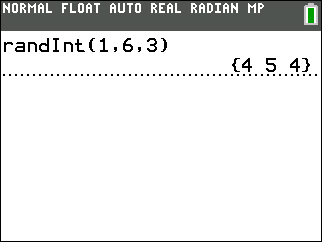 NORMAL FLOAT AUTO REAL RADIAN MP
randInt(1,6,3)
{4 5 4}